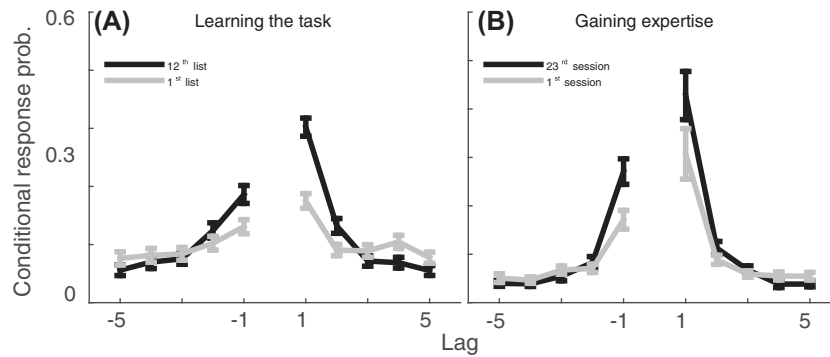 (A) Learning the task
12th list
1st list
(B) Gaining expertise
23rd session
1st session
Conditional response prob.
0.6
0.3
0
-5 -1 1 5
-5 -1 1 5
Lag